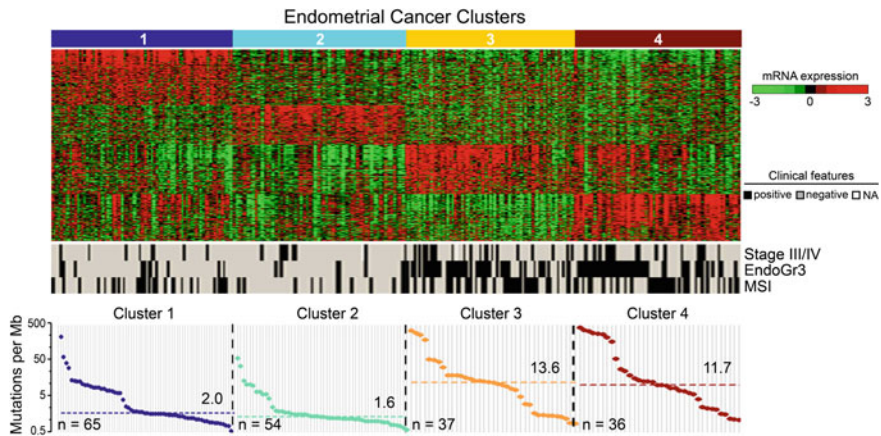 Endometrial Cancer Clusters
1 2 3 4
mRNA expression
-3 3
Clinical features
positive negative NA
Stage III/IV
EndoGr3
MSI
Cluster 1 Cluster 2 Cluster 3 Cluster 4
Mutations per Mb
500
50
5
0.5
2.0 1.6 13.6 11.7
n = 65 n = 54 n = 37 n = 36